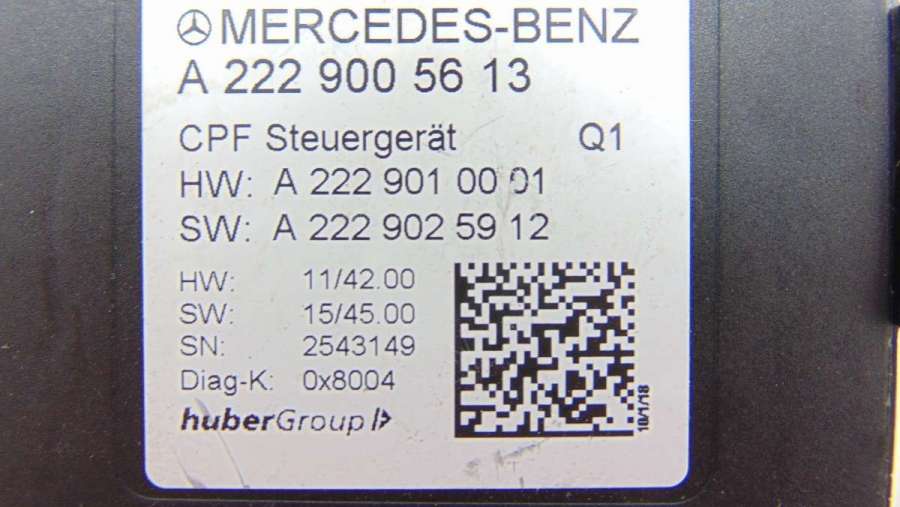 MERCEDES-BENZ
A 222 900 56 13
CPF Steuergerät Q1
HW: A 222 901 00 01
SW: A 222 902 59 12
HW: 11/42.00
SW: 15/45.00
SN: 2543149
Diag-K: 0x8004
huberGroup
10/1/18